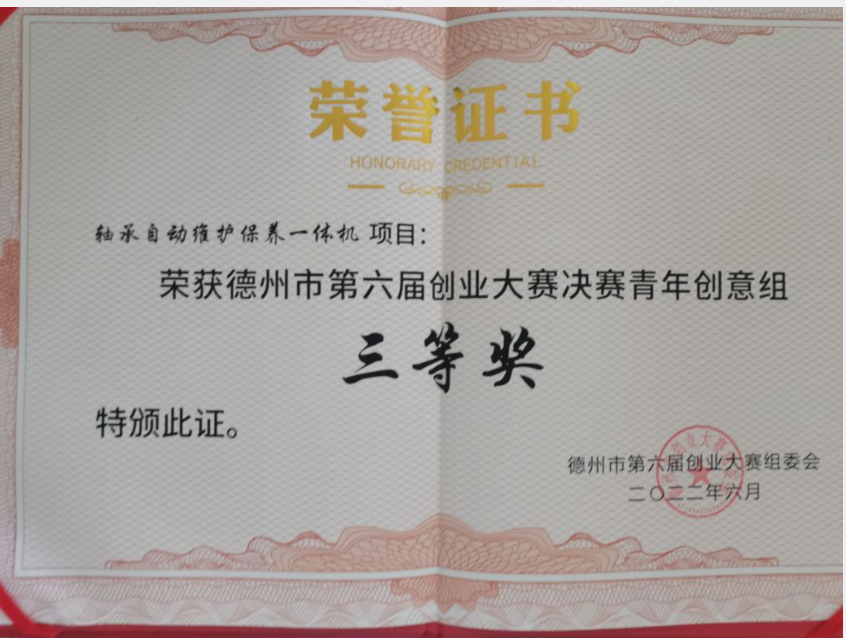 荣誉证书
HONORARY CREDENTIAL
轴承自动维护保养一体机 项目：
荣获德州市第六届创业大赛决赛青年创意组
三等奖
特颁此证。
德州市第六届创业大赛组委会
二〇二二年六月